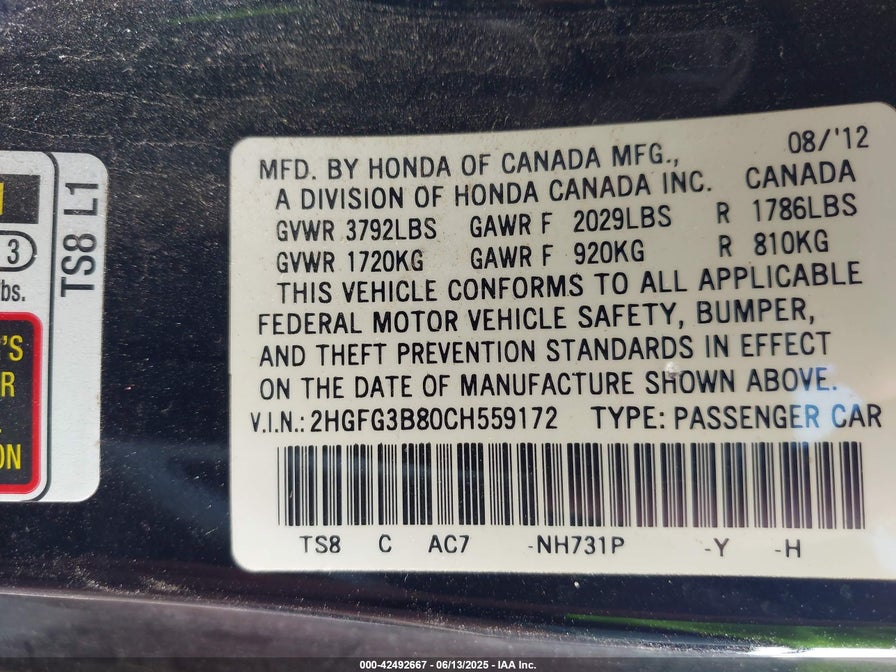 TS8 L1
3
bs.
'S
R
ON
08/'12
MFD. BY HONDA OF CANADA MFG.,
A DIVISION OF HONDA CANADA INC. CANADA
GVWR 3792LBS GAWR F 2029LBS R 1786LBS
GVWR 1720KG GAWR F 920KG R 810KG
THIS VEHICLE CONFORMS TO ALL APPLICABLE
FEDERAL MOTOR VEHICLE SAFETY, BUMPER,
AND THEFT PREVENTION STANDARDS IN EFFECT
ON THE DATE OF MANUFACTURE SHOWN ABOVE.
V.I.N.: 2HGFG3B80CH559172 TYPE: PASSENGER CAR
TS8 C AC7 -NH731P -Y -H
000-42492667 - 06/13/2025 - IAA Inc.